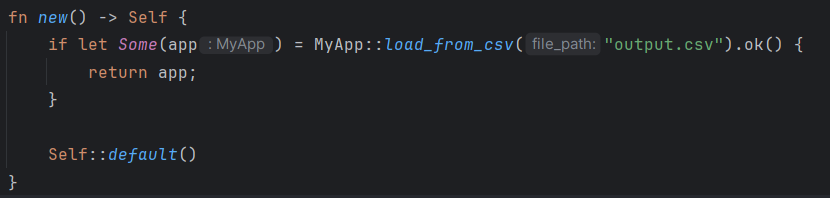 fn new() -> Self {
    if let Some(app : MyApp ) = MyApp::load_from_csv( file_path: "output.csv").ok() {
        return app;
    }

    Self::default()
}